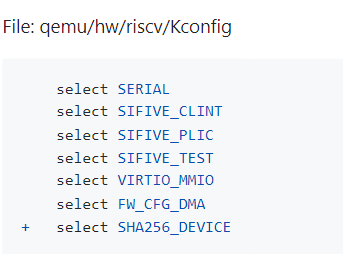 File: qemu/hw/riscv/Kconfig
select SERIAL
select SIFIVE_CLINT
select SIFIVE_PLIC
select SIFIVE_TEST
select VIRTIO_MMIO
select FW_CFG_DMA
+ select SHA256_DEVICE